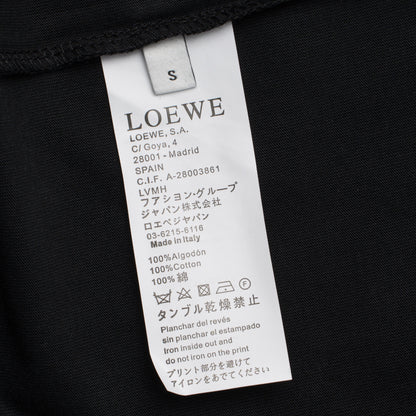 S
LOEWE
LOEWE, S.A.
C/ Goya, 4
28001 - Madrid
SPAIN
C.I.F. A-28003861
LVMH
ファション・グループ
ジャパン株式会社
ロエベジャパン
03-6215-6116
Made in Italy
100%Algodón
100%Cotton
100%綿
タンブル乾燥禁止
Planchar del revés
sin planchar el estampado
Iron inside out and
do not iron on the print
プリント部分を避けて
アイロンをあててください